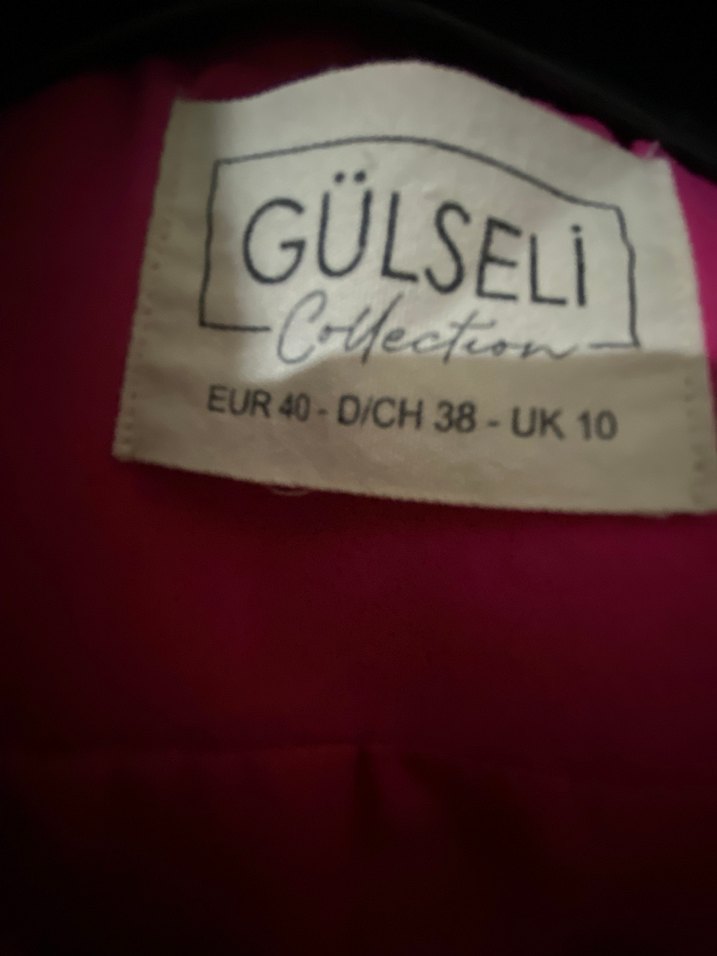 GÜLSELİ
Collection
EUR 40 - D/CH 38 - UK 10